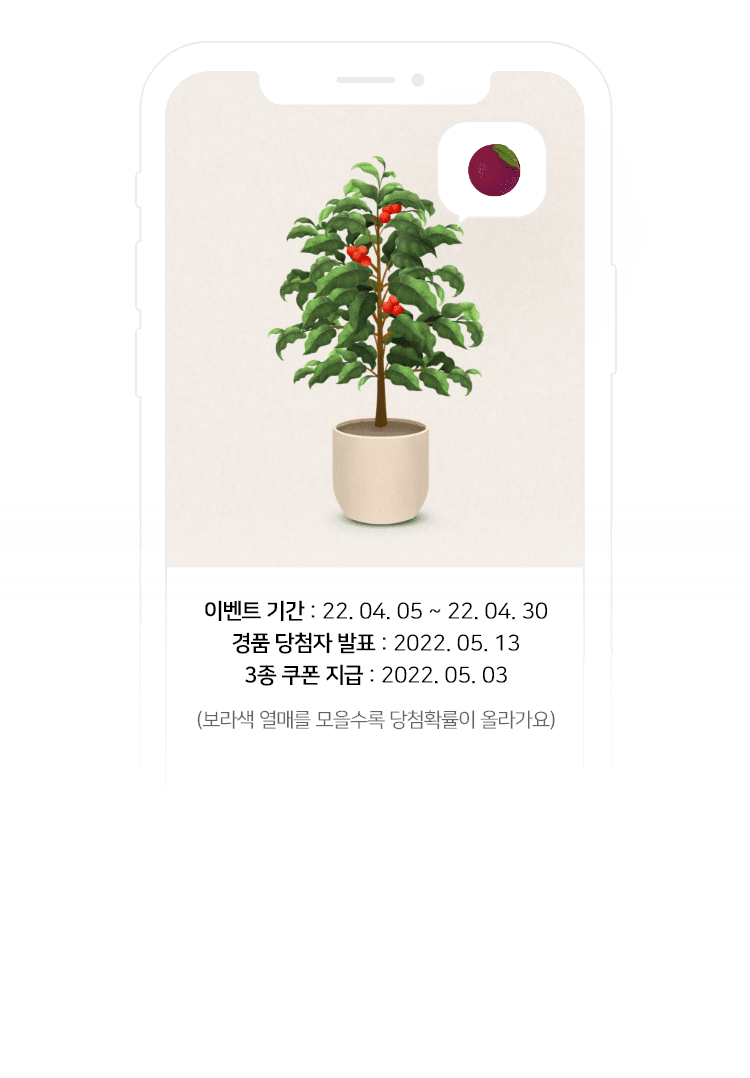 이벤트 기간 : 22. 04. 05 ~ 22. 04. 30
경품 당첨자 발표 : 2022. 05. 13
3종 쿠폰 지급 : 2022. 05. 03
(보라색 열매를 모을수록 당첨확률이 올라가요)